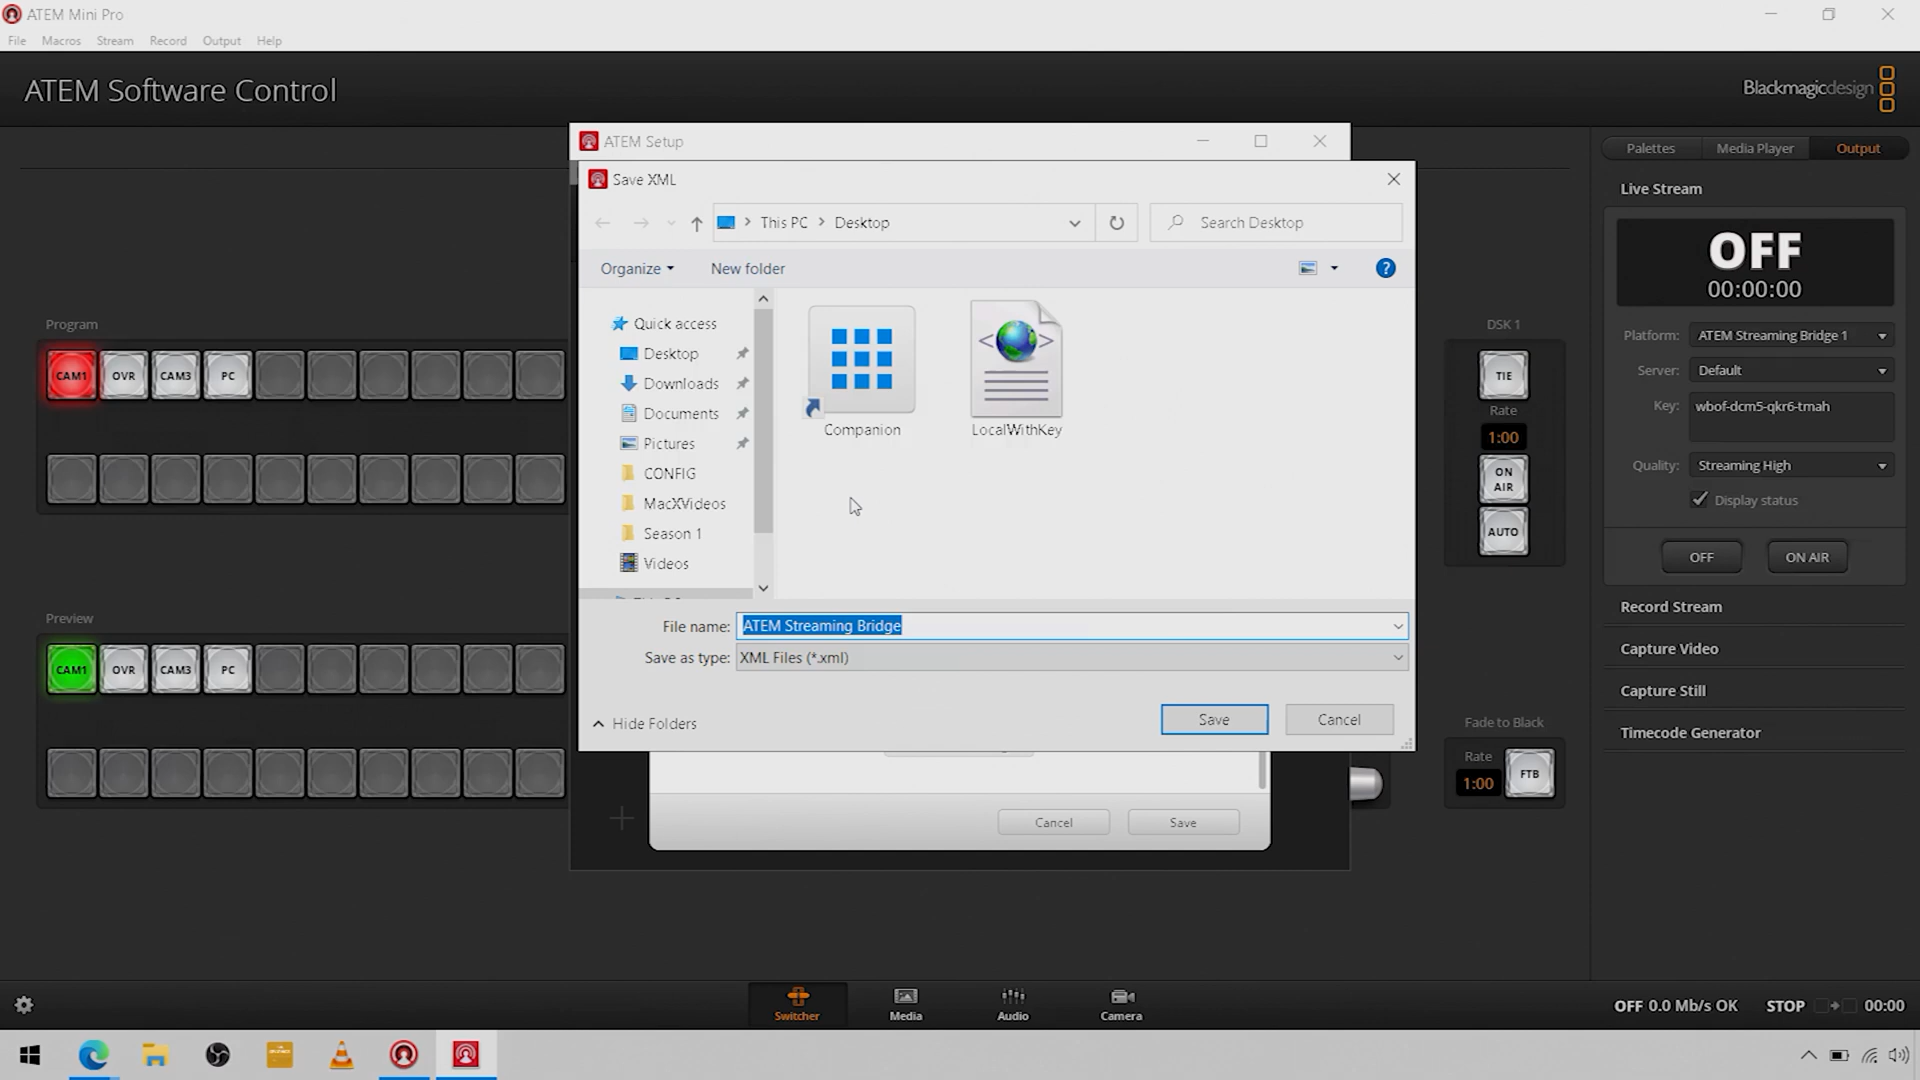 ATEM Mini Pro
File Macros Stream Record Output Help
ATEM Software Control
Blackmagicdesign
ATEM Setup
Save XML
This PC > Desktop
Search Desktop
Organize
New folder
Quick access
Desktop
Downloads
Documents
Pictures
CONFIG
MacXVideos
Season 1
Videos
Companion
LocalWithKey
File name: ATEM Streaming Bridge
Save as type: XML Files (*.xml)
Hide Folders
Save
Cancel
Cancel
Save
Program
CAM1 OVR CAM3 PC
Preview
CAM1 OVR CAM3 PC
DSK 1
TIE
Rate
1:00
ON
AIR
AUTO
Fade to Black
Rate
1:00
FTB
Palettes Media Player Output
Live Stream
OFF
00:00:00
Platform: ATEM Streaming Bridge 1
Server: Default
Key: wbof-dcm5-qkr6-tmah
Quality: Streaming High
Display status
OFF
ON AIR
Record Stream
Capture Video
Capture Still
Timecode Generator
Switcher
Media
Audio
Camera
OFF 0.0 Mb/s OK
STOP
00:00